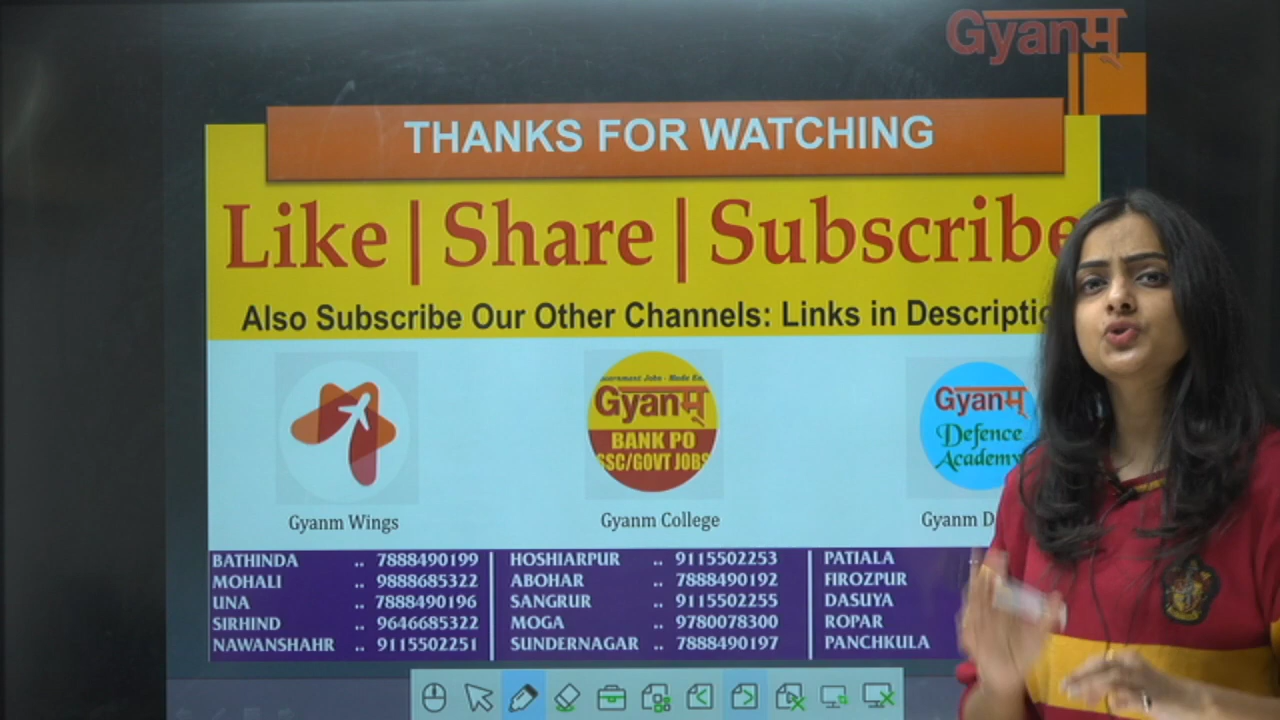 Gyanम्
THANKS FOR WATCHING
Like | Share | Subscribe
Also Subscribe Our Other Channels: Links in
Gyanम्
BANK PO
SSC/GOVT JOBS
Gyanम्
Defence
Academy
Gyanm Wings
Gyanm College
Gyanm
BATHINDA .. 7888490199
MOHALI .. 9888685322
UNA .. 7888490196
SIRHIND .. 9646685322
NAWANSHAHR .. 9115502251
HOSHIARPUR .. 9115502253
ABOHAR .. 7888490192
SANGRUR .. 9115502255
MOGA .. 9780078300
SUNDERNAGAR .. 7888490197
PATIALA
FIROZPUR
DASUYA
ROPAR
PANCHKULA